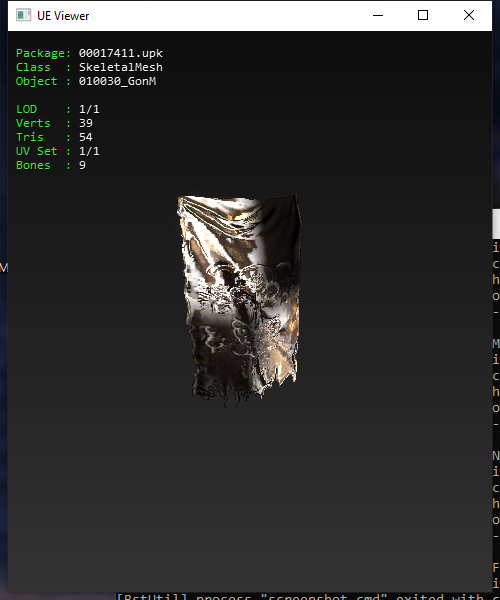 UE Viewer
Package: 00017411.upk
Class : SkeletalMesh
Object : 010030_GonM
LOD : 1/1
Verts : 39
Tris : 54
UV Set : 1/1
Bones : 9
M
i
c
h
o
-
M
i
c
h
o
-
N
i
c
h
o
-
F
i
[BstUtil] process "screenshot.cmd" exited with c